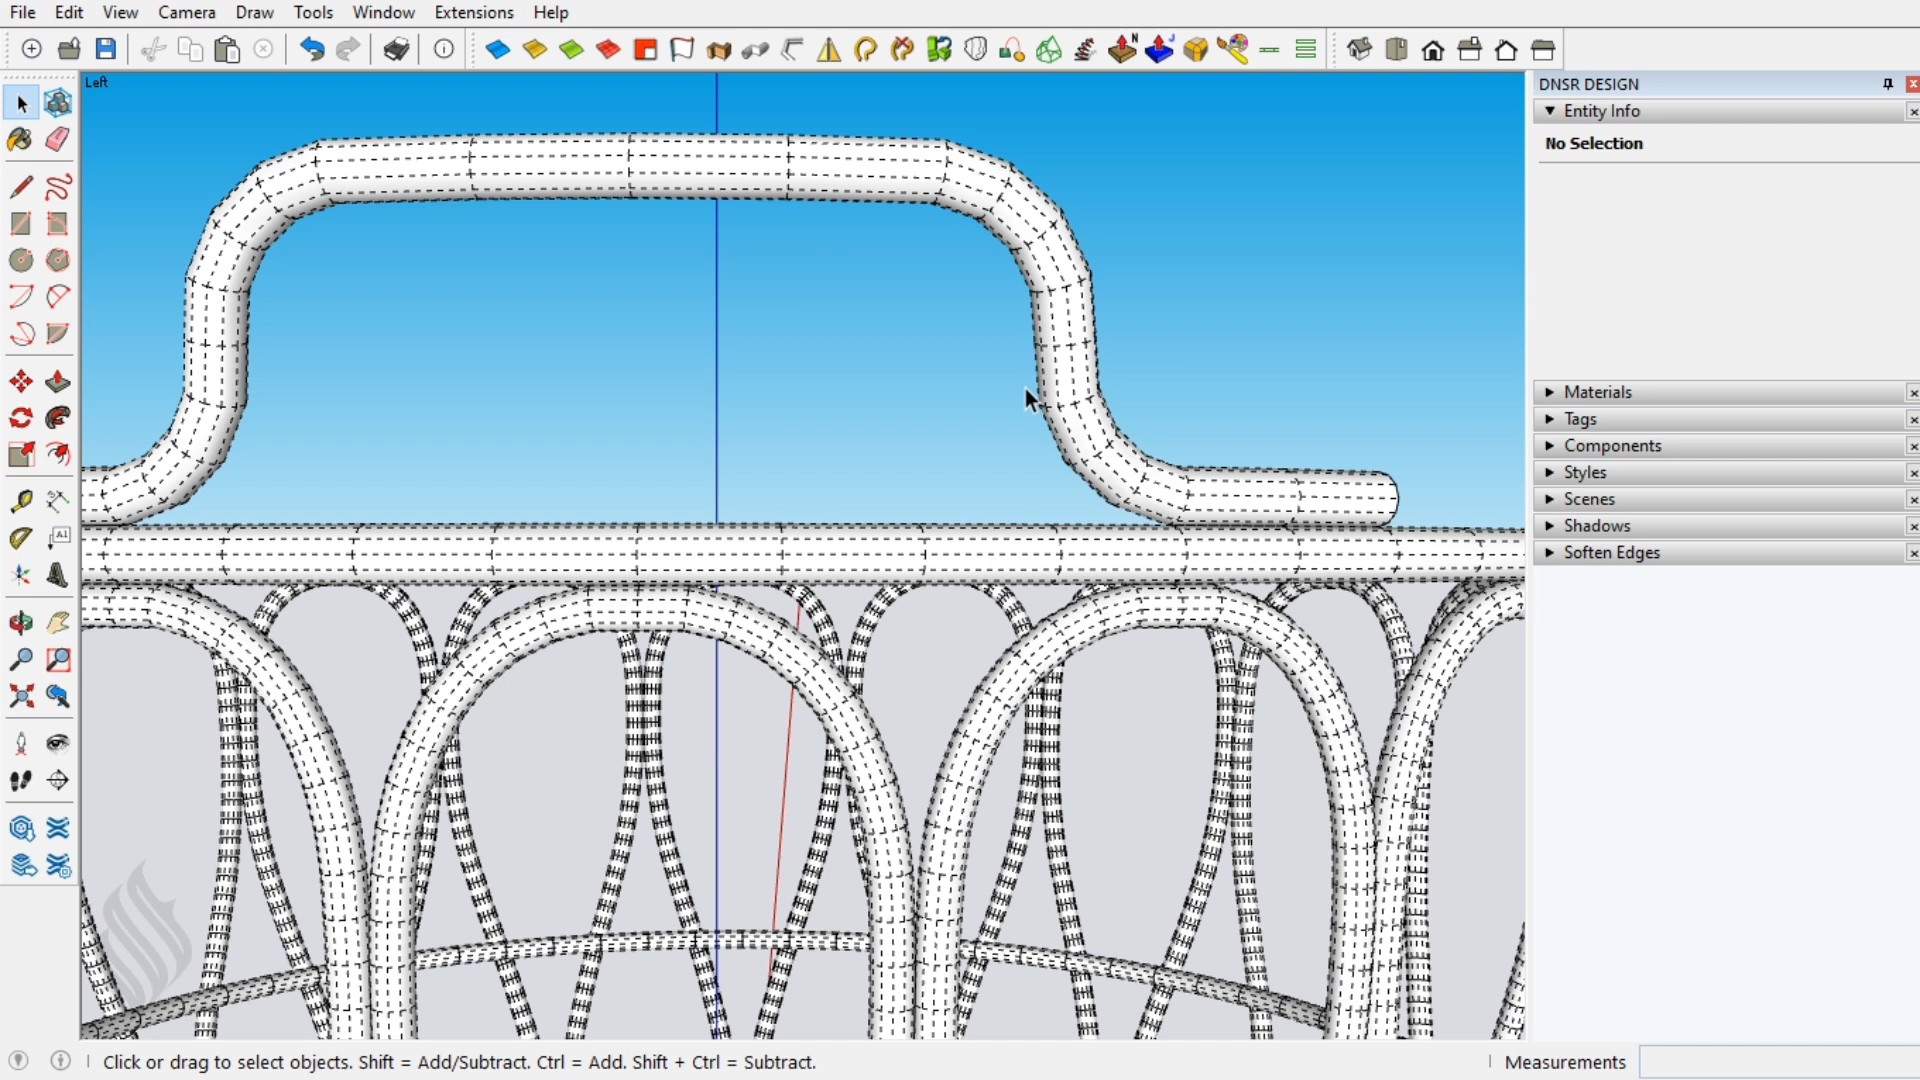 File Edit View Camera Draw Tools Window Extensions Help
N
J
Left
DNSR DESIGN
Entity Info
No Selection
A1
Materials
Tags
Components
Styles
Scenes
Shadows
Soften Edges
Click or drag to select objects. Shift = Add/Subtract. Ctrl = Add. Shift + Ctrl = Subtract.
Measurements